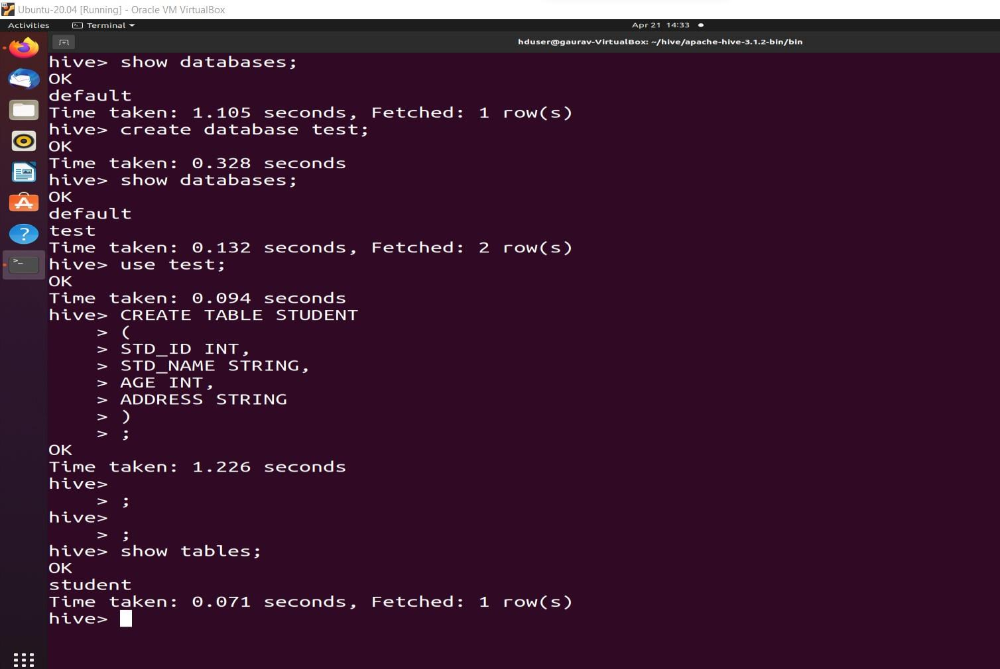 Ubuntu-20.04 [Running] - Oracle VM VirtualBox
Activities Terminal Apr 21 14:33
hduser@gaurav-VirtualBox: ~/hive/apache-hive-3.1.2-bin/bin
hive> show databases;
OK
default
Time taken: 1.105 seconds, Fetched: 1 row(s)
hive> create database test;
OK
Time taken: 0.328 seconds
hive> show databases;
OK
default
test
Time taken: 0.132 seconds, Fetched: 2 row(s)
hive> use test;
OK
Time taken: 0.094 seconds
hive> CREATE TABLE STUDENT
    > (
    > STD_ID INT,
    > STD_NAME STRING,
    > AGE INT,
    > ADDRESS STRING
    > )
    > ;
OK
Time taken: 1.226 seconds
hive>
    > ;
hive>
    > ;
hive> show tables;
OK
student
Time taken: 0.071 seconds, Fetched: 1 row(s)
hive>